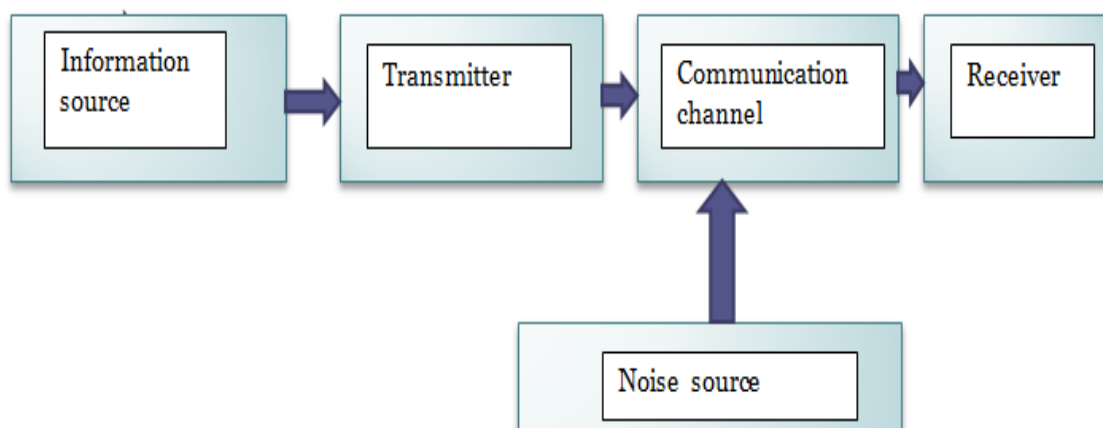 Information
source
Transmitter
Communication
channel
Receiver
Noise source